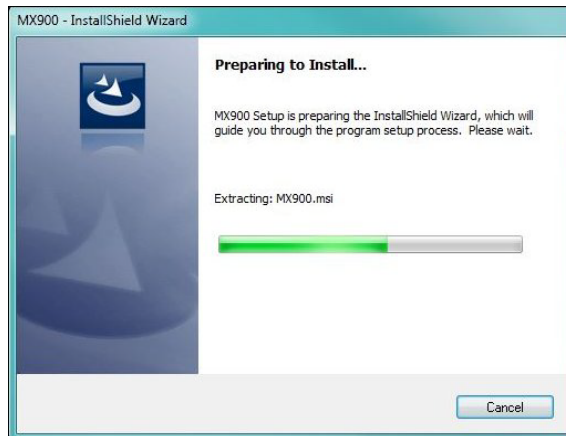 MX900 - InstallShield Wizard
Preparing to Install...
MX900 Setup is preparing the InstallShield Wizard, which will
guide you through the program setup process.  Please wait.
Extracting: MX900.msi
Cancel